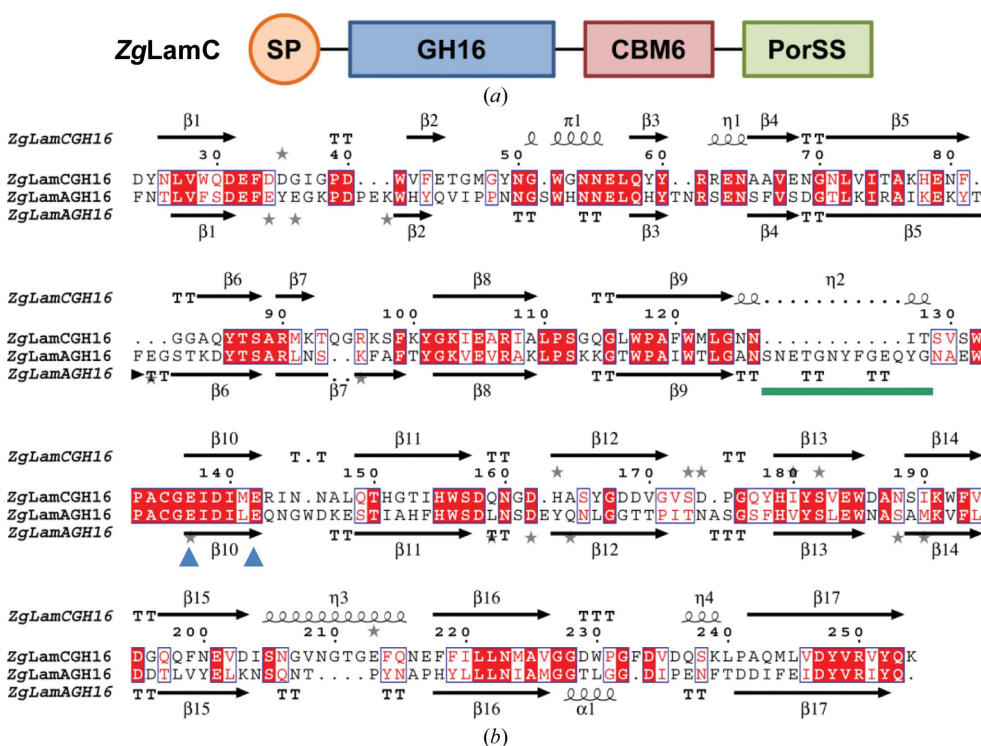 ZgLamC SP GH16 CBM6 PorSS
(a)
β1 β2 π1 β3 η1 β4 β5
ZgLamCGH16 TT TT
30 40 50 60 70 80
ZgLamCGH16 DYNLVWQDEFDDGIGPD...WVFETGMGYNG.WGNNELQYY.RRENAAVENGNLVITAKHENF.
ZgLamAGH16 FNTLVFSDEFEYEGKPDPEKWHYQVIPPNNGSWHNNELQHYTNRSENSFVSDGTLKIRAIKEKYT
ZgLamAGH16 TT TT TT
β1 β2 β3 β4 β5
β6 β7 β8 β9 η2
ZgLamCGH16 TT TT
90 100 110 120 130
ZgLamCGH16 ...GGAQYTSARMKTQGRKSFKYGKIEARIALPSGQGLWPAFWMLGNN............ITSVSW
ZgLamAGH16 FEGSTKDYTSARLNS..KFAFTYGKVEVRAKLPSKKGTWPAIWTLGANSNETGNYFGEQYGNAEW
ZgLamAGH16 TT .. TT TT TT TT TT
β6 β7 β8 β9
β10 β11 β12 β13 β14
ZgLamCGH16 T.T TT TT
140 150 160 170 180 190
ZgLamCGH16 PACGEIDIMERIN.NALQTHGTIHWSDQNGD.HASYGDDVGVSD.PGQYHIYSVEWDANSIKWFV
ZgLamAGH16 PACGEIDILEQNGWDKESTIAHFHWSDLNSDEYQNLGGTTPITNASGSFHVYSLEWNASAMKVFL
ZgLamAGH16 TT TT TTT
β10 β11 β12 β13 β14
β15 η3 β16 η4 β17
ZgLamCGH16 TT TTT
200 210 220 230 240 250
ZgLamCGH16 DGQQFNEVDISNGVNGTGEFQNEFFILLNMAVGGDWPGFDVDQSKLPAQMLVDYVRVYQK
ZgLamAGH16 DDTLVYELKNSQNT....PYNAPHYLLLNIAMGGTLGG.DIPENFTDDIFEIDYVRIYQ.
ZgLamAGH16 TT TT TT TT
β15 β16 α1 β17
(b)